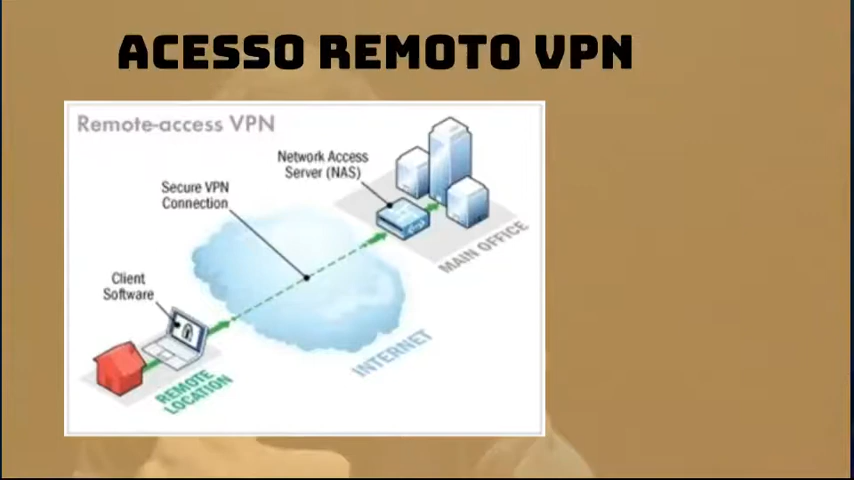 ACESSO REMOTO VPN
Remote-access VPN
Network Access
Server (NAS)
Secure VPN
Connection
MAIN OFFICE
Client
Software
INTERNET
REMOTE
LOCATION